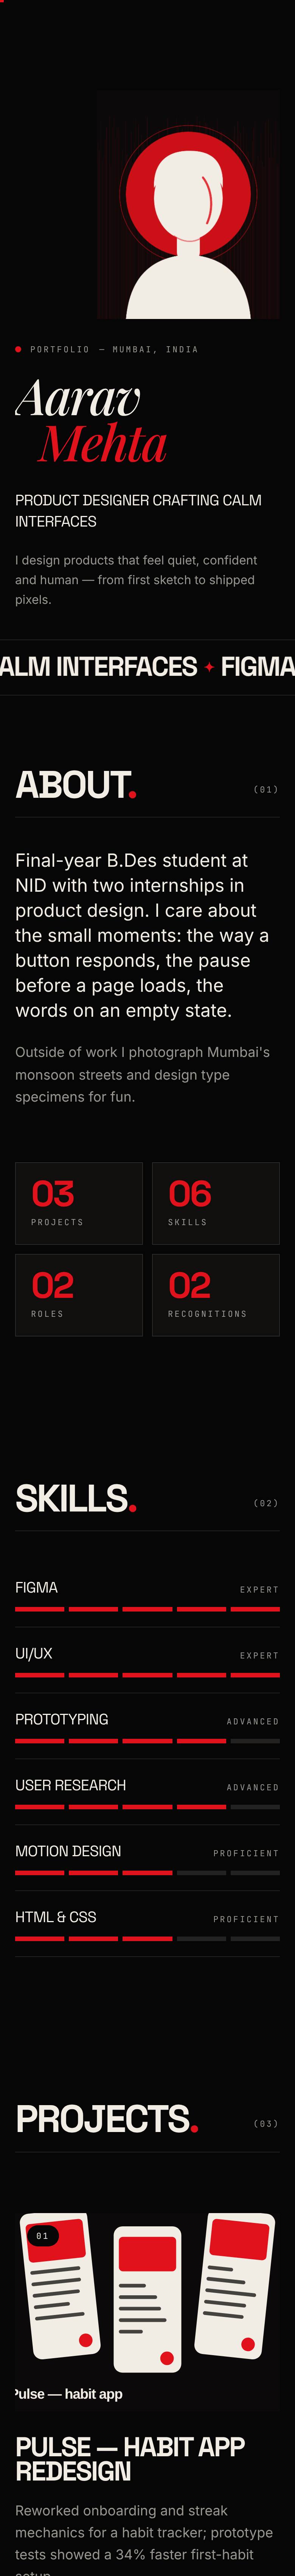 PORTFOLIO — MUMBAI, INDIA
Aarav
Mehta
PRODUCT DESIGNER CRAFTING CALM
INTERFACES
I design products that feel quiet, confident
and human — from first sketch to shipped
pixels.
ALM INTERFACES ✦ FIGMA
ABOUT.
(01)
Final-year B.Des student at
NID with two internships in
product design. I care about
the small moments: the way a
button responds, the pause
before a page loads, the
words on an empty state.
Outside of work I photograph Mumbai's
monsoon streets and design type
specimens for fun.
03
PROJECTS
06
SKILLS
02
ROLES
02
RECOGNITIONS
SKILLS.
(02)
FIGMA
EXPERT
UI/UX
EXPERT
PROTOTYPING
ADVANCED
USER RESEARCH
ADVANCED
MOTION DESIGN
PROFICIENT
HTML & CSS
PROFICIENT
PROJECTS.
(03)
01
Pulse — habit app
PULSE — HABIT APP
REDESIGN
Reworked onboarding and streak
mechanics for a habit tracker; prototype
tests showed a 34% faster first-habit
setup.